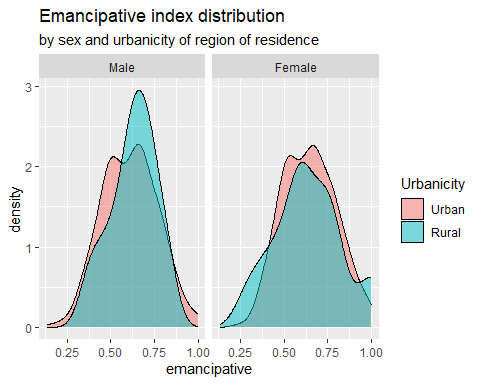 Emancipative index distribution
by sex and urbanicity of region of residence
Male
Female
3
2
1
0
density
0.25 0.50 0.75 1.00
0.25 0.50 0.75 1.00
emancipative
Urbanicity
Urban
Rural